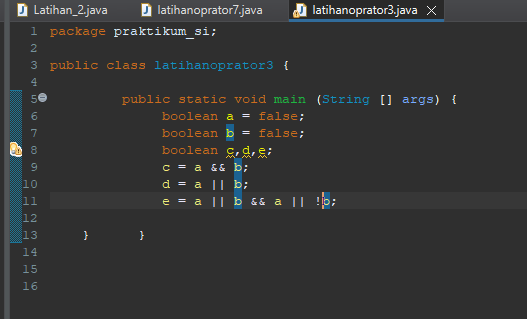 Latihan_2.java latihanoprator7.java latihanoprator3.java
1 package praktikum_si;
2
3 public class latihanoprator3 {
4
5 public static void main (String [] args) {
6 boolean a = false;
7 boolean b = false;
8 boolean c,d,e;
9 c = a && b;
10 d = a || b;
11 e = a || b && a || !b;
12
13 } }
14
15
16